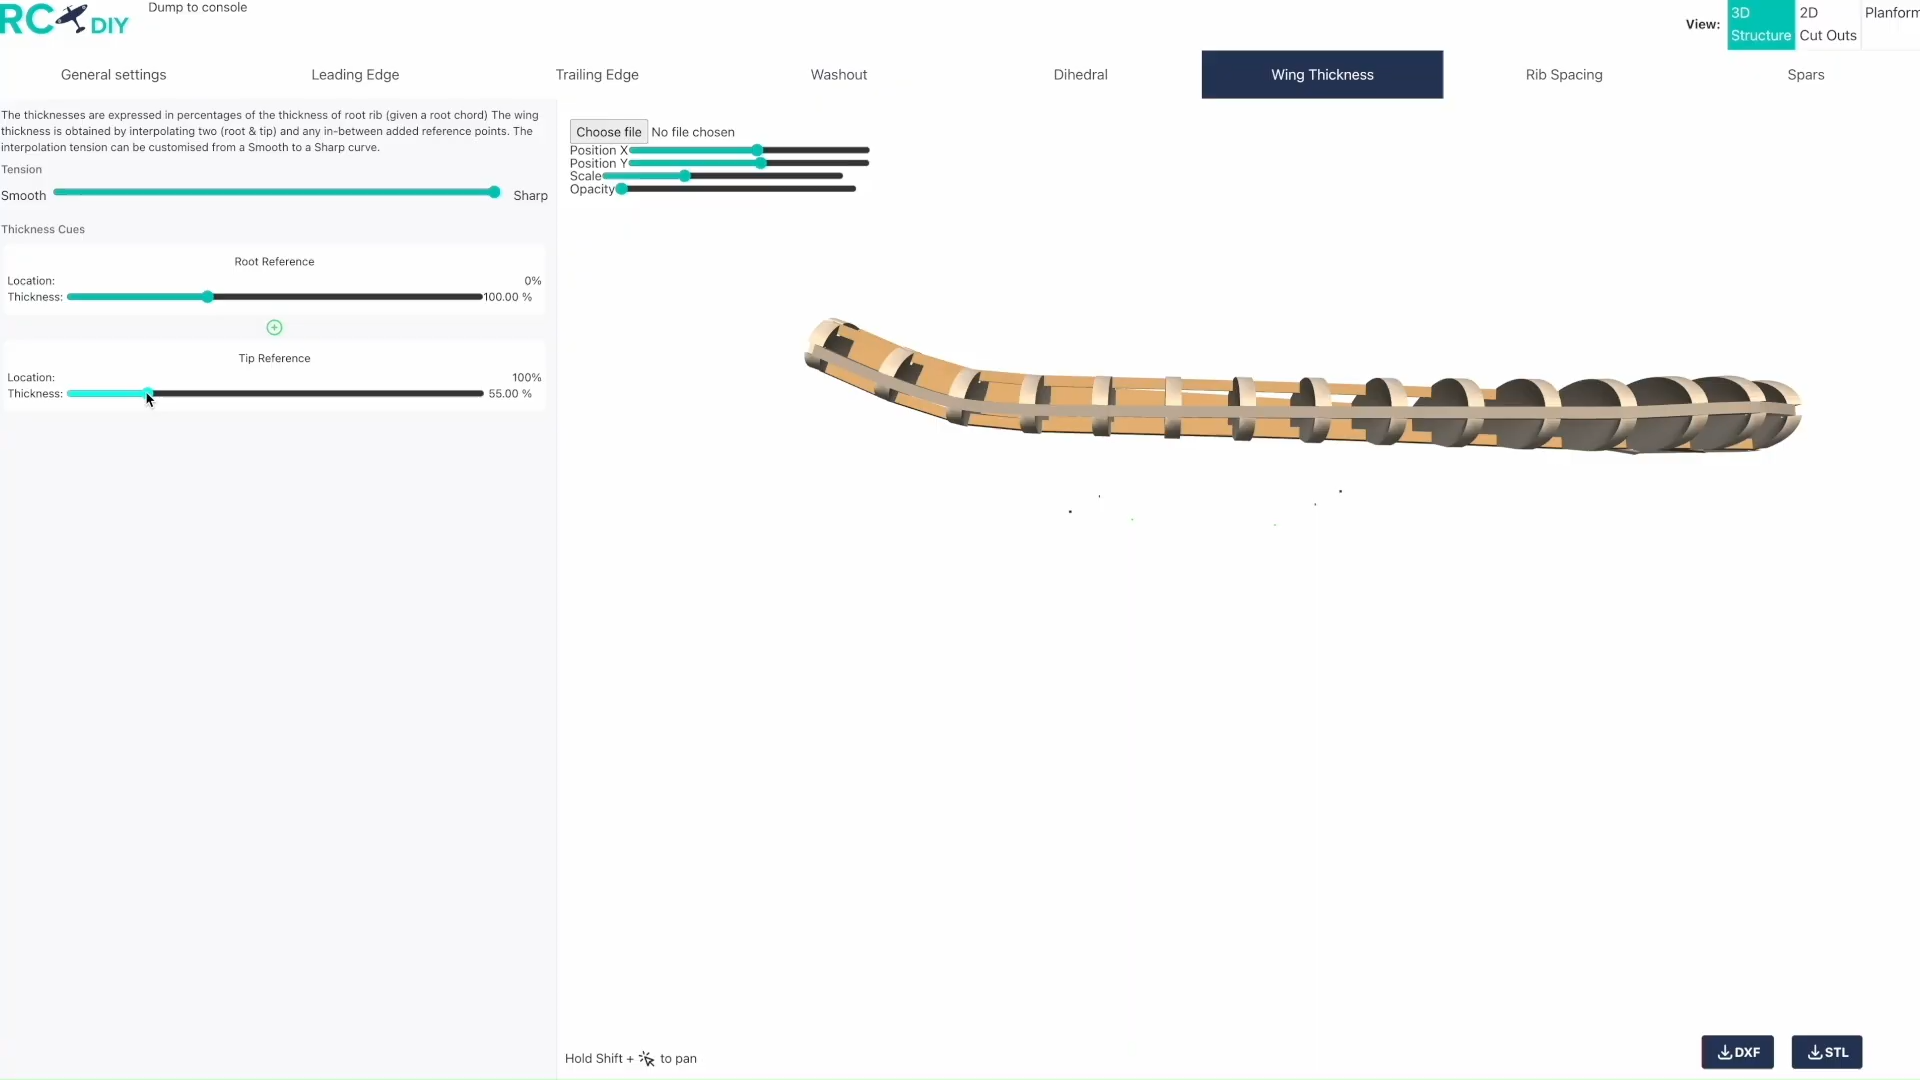 RC DIY
Dump to console
View:
3D
Structure
2D
Cut Outs
Planform
General settings
Leading Edge
Trailing Edge
Washout
Dihedral
Wing Thickness
Rib Spacing
Spars
The thicknesses are expressed in percentages of the thickness of root rib (given a root chord) The wing
thickness is obtained by interpolating two (root & tip) and any in-between added reference points. The
interpolation tension can be customised from a Smooth to a Sharp curve.
Tension
Smooth
Sharp
Thickness Cues
Root Reference
Location: 0%
Thickness: 100.00 %
Tip Reference
Location: 100%
Thickness: 55.00 %
Choose file No file chosen
Position X
Position Y
Scale
Opacity
Hold Shift + to pan
DXF
STL